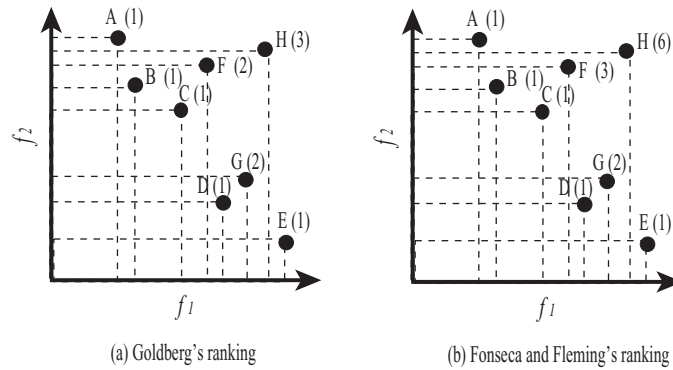 A (1)
H (3)
F (2)
B (1)
C (1)
G (2)
D (1)
E (1)
f2
f1
(a) Goldberg's ranking
A (1)
H (6)
F (3)
B (1)
C (1)
G (2)
D (1)
E (1)
f2
f1
(b) Fonseca and Fleming's ranking